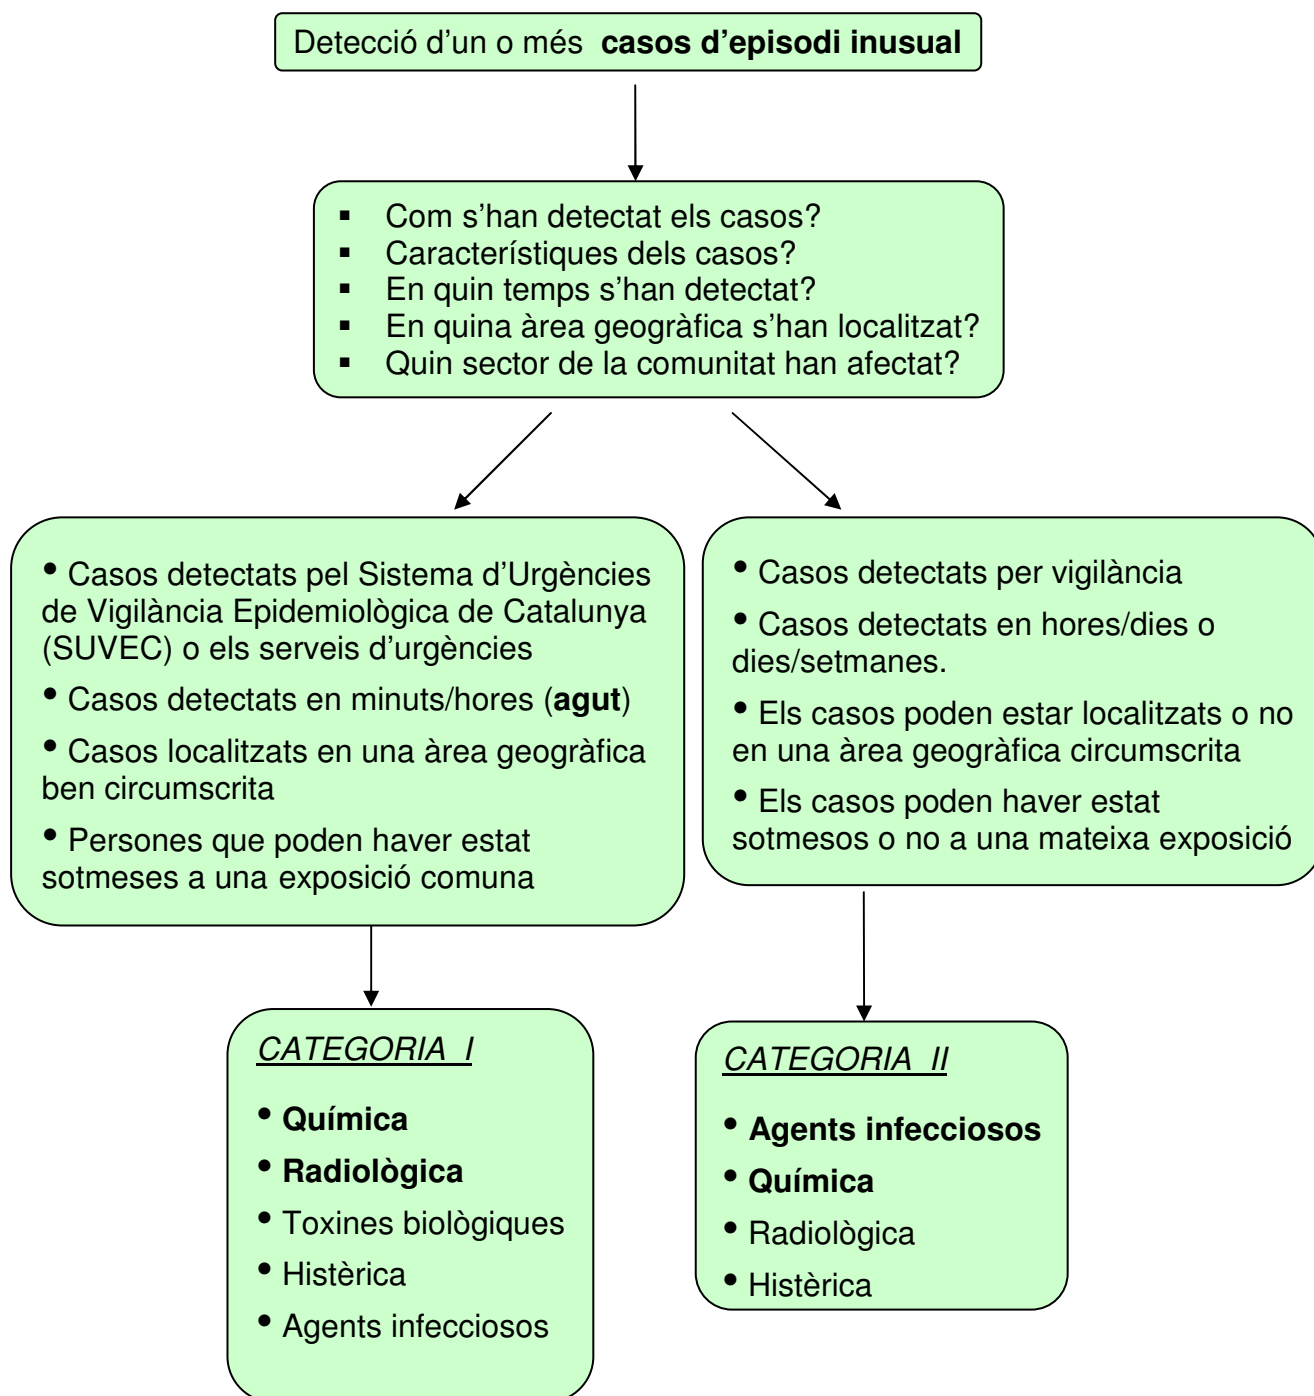 Detecció d’un o més casos d’episodi inusual
▪ Com s’han detectat els casos?
▪ Característiques dels casos?
▪ En quin temps s’han detectat?
▪ En quina àrea geogràfica s’han localitzat?
▪ Quin sector de la comunitat han afectat?
• Casos detectats pel Sistema d’Urgències
de Vigilància Epidemiològica de Catalunya
(SUVEC) o els serveis d’urgències
• Casos detectats en minuts/hores (agut)
• Casos localitzats en una àrea geogràfica
ben circumscrita
• Persones que poden haver estat
sotmeses a una exposició comuna
• Casos detectats per vigilància
• Casos detectats en hores/dies o
dies/setmanes.
• Els casos poden estar localitzats o no
en una àrea geogràfica circumscrita
• Els casos poden haver estat
sotmesos o no a una mateixa exposició
CATEGORIA I
• Química
• Radiològica
• Toxines biològiques
• Histèrica
• Agents infecciosos
CATEGORIA II
• Agents infecciosos
• Química
• Radiològica
• Histèrica